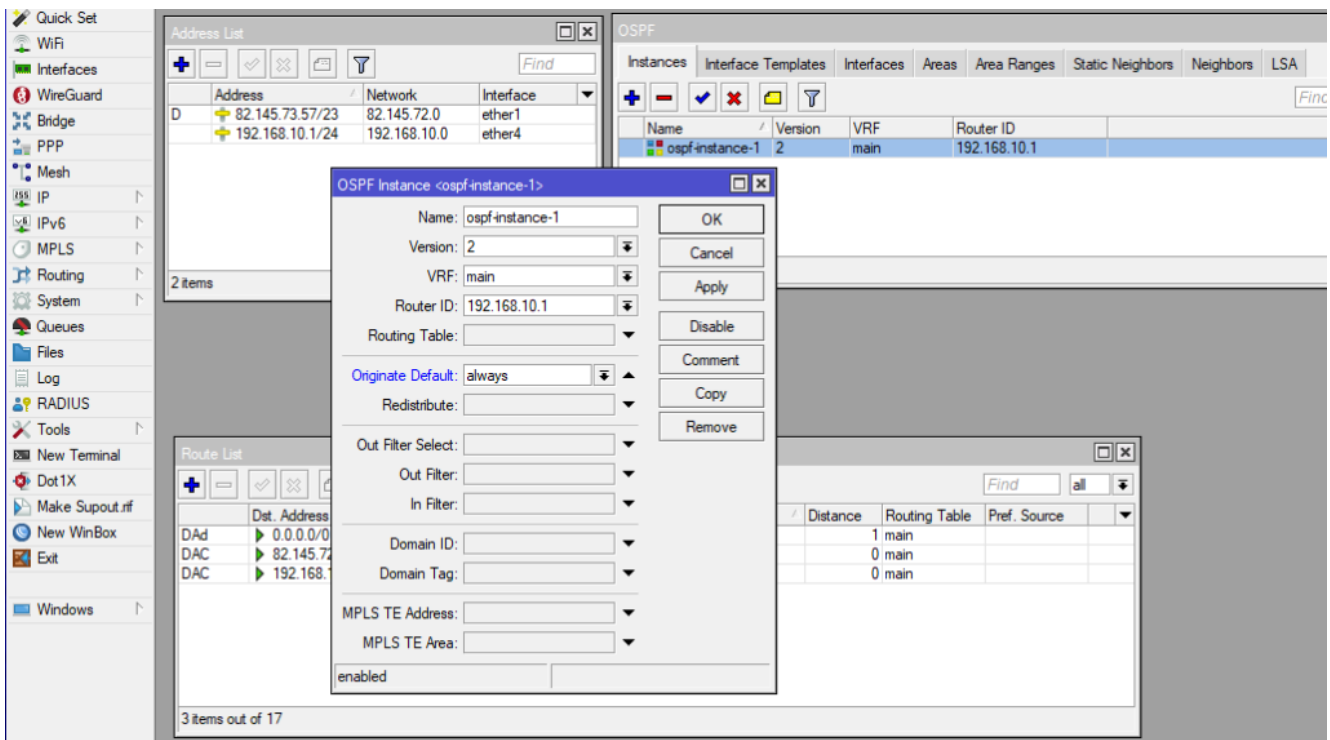 Quick Set
WiFi
Interfaces
WireGuard
Bridge
PPP
Mesh
IP
IPv6
MPLS
Routing
System
Queues
Files
Log
RADIUS
Tools
New Terminal
Dot1X
Make Supout.rif
New WinBox
Exit
Windows
Address List
Find
Address Network Interface
D 82.145.73.57/23 82.145.72.0 ether1
192.168.10.1/24 192.168.10.0 ether4
2 items
OSPF
Instances Interface Templates Interfaces Areas Area Ranges Static Neighbors Neighbors LSA
Find
Name Version VRF Router ID
ospf-instance-1 2 main 192.168.10.1
OSPF Instance <ospf-instance-1>
Name: ospf-instance-1
Version: 2
VRF: main
Router ID: 192.168.10.1
Routing Table:
Originate Default: always
Redistribute:
Out Filter Select:
Out Filter:
In Filter:
Domain ID:
Domain Tag:
MPLS TE Address:
MPLS TE Area:
enabled
OK
Cancel
Apply
Disable
Comment
Copy
Remove
Route List
Find all
Dst. Address Distance Routing Table Pref. Source
DAd 0.0.0.0/0 1 main
DAC 82.145.72 0 main
DAC 192.168.1 0 main
3 items out of 17